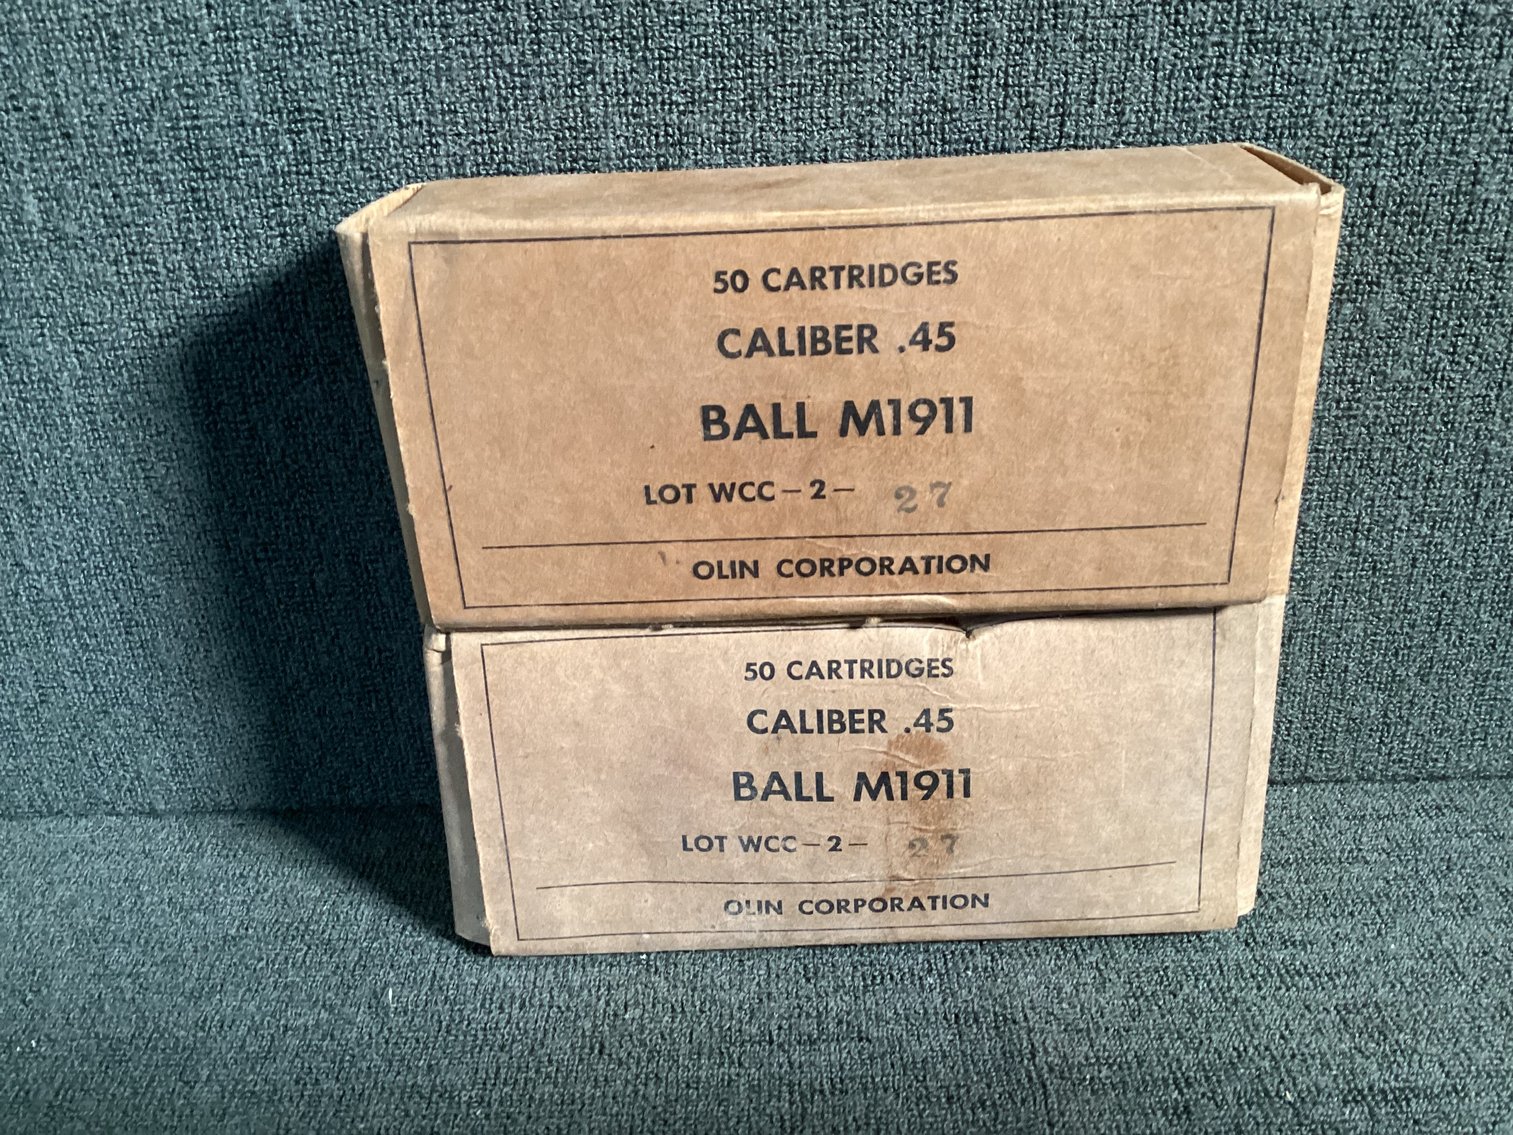 50 CARTRIDGES
CALIBER .45
BALL M1911
LOT WCC-2- 27
OLIN CORPORATION
50 CARTRIDGES
CALIBER .45
BALL M1911
LOT WCC-2- 27
OLIN CORPORATION